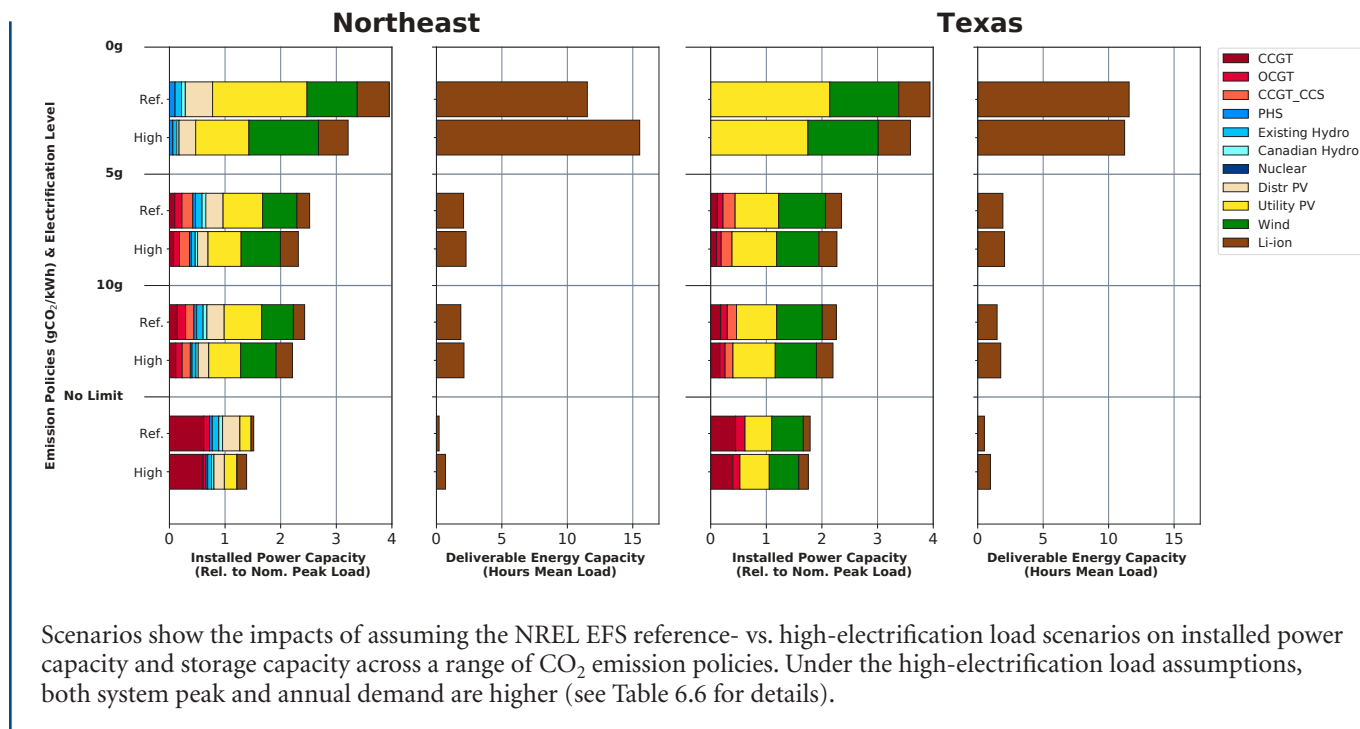 Northeast
Texas
Emission Policies (gCO₂/kWh) & Electrification Level
0g
Ref.
High
5g
Ref.
High
10g
Ref.
High
No Limit
Ref.
High
0 1 2 3 4
Installed Power Capacity
(Rel. to Nom. Peak Load)
0 5 10 15
Deliverable Energy Capacity
(Hours Mean Load)
0 1 2 3 4
Installed Power Capacity
(Rel. to Nom. Peak Load)
0 5 10 15
Deliverable Energy Capacity
(Hours Mean Load)
CCGT
OCGT
CCGT_CCS
PHS
Existing Hydro
Canadian Hydro
Nuclear
Distr PV
Utility PV
Wind
Li-ion
Scenarios show the impacts of assuming the NREL EFS reference- vs. high-electrification load scenarios on installed power
capacity and storage capacity across a range of CO₂ emission policies. Under the high-electrification load assumptions,
both system peak and annual demand are higher (see Table 6.6 for details).